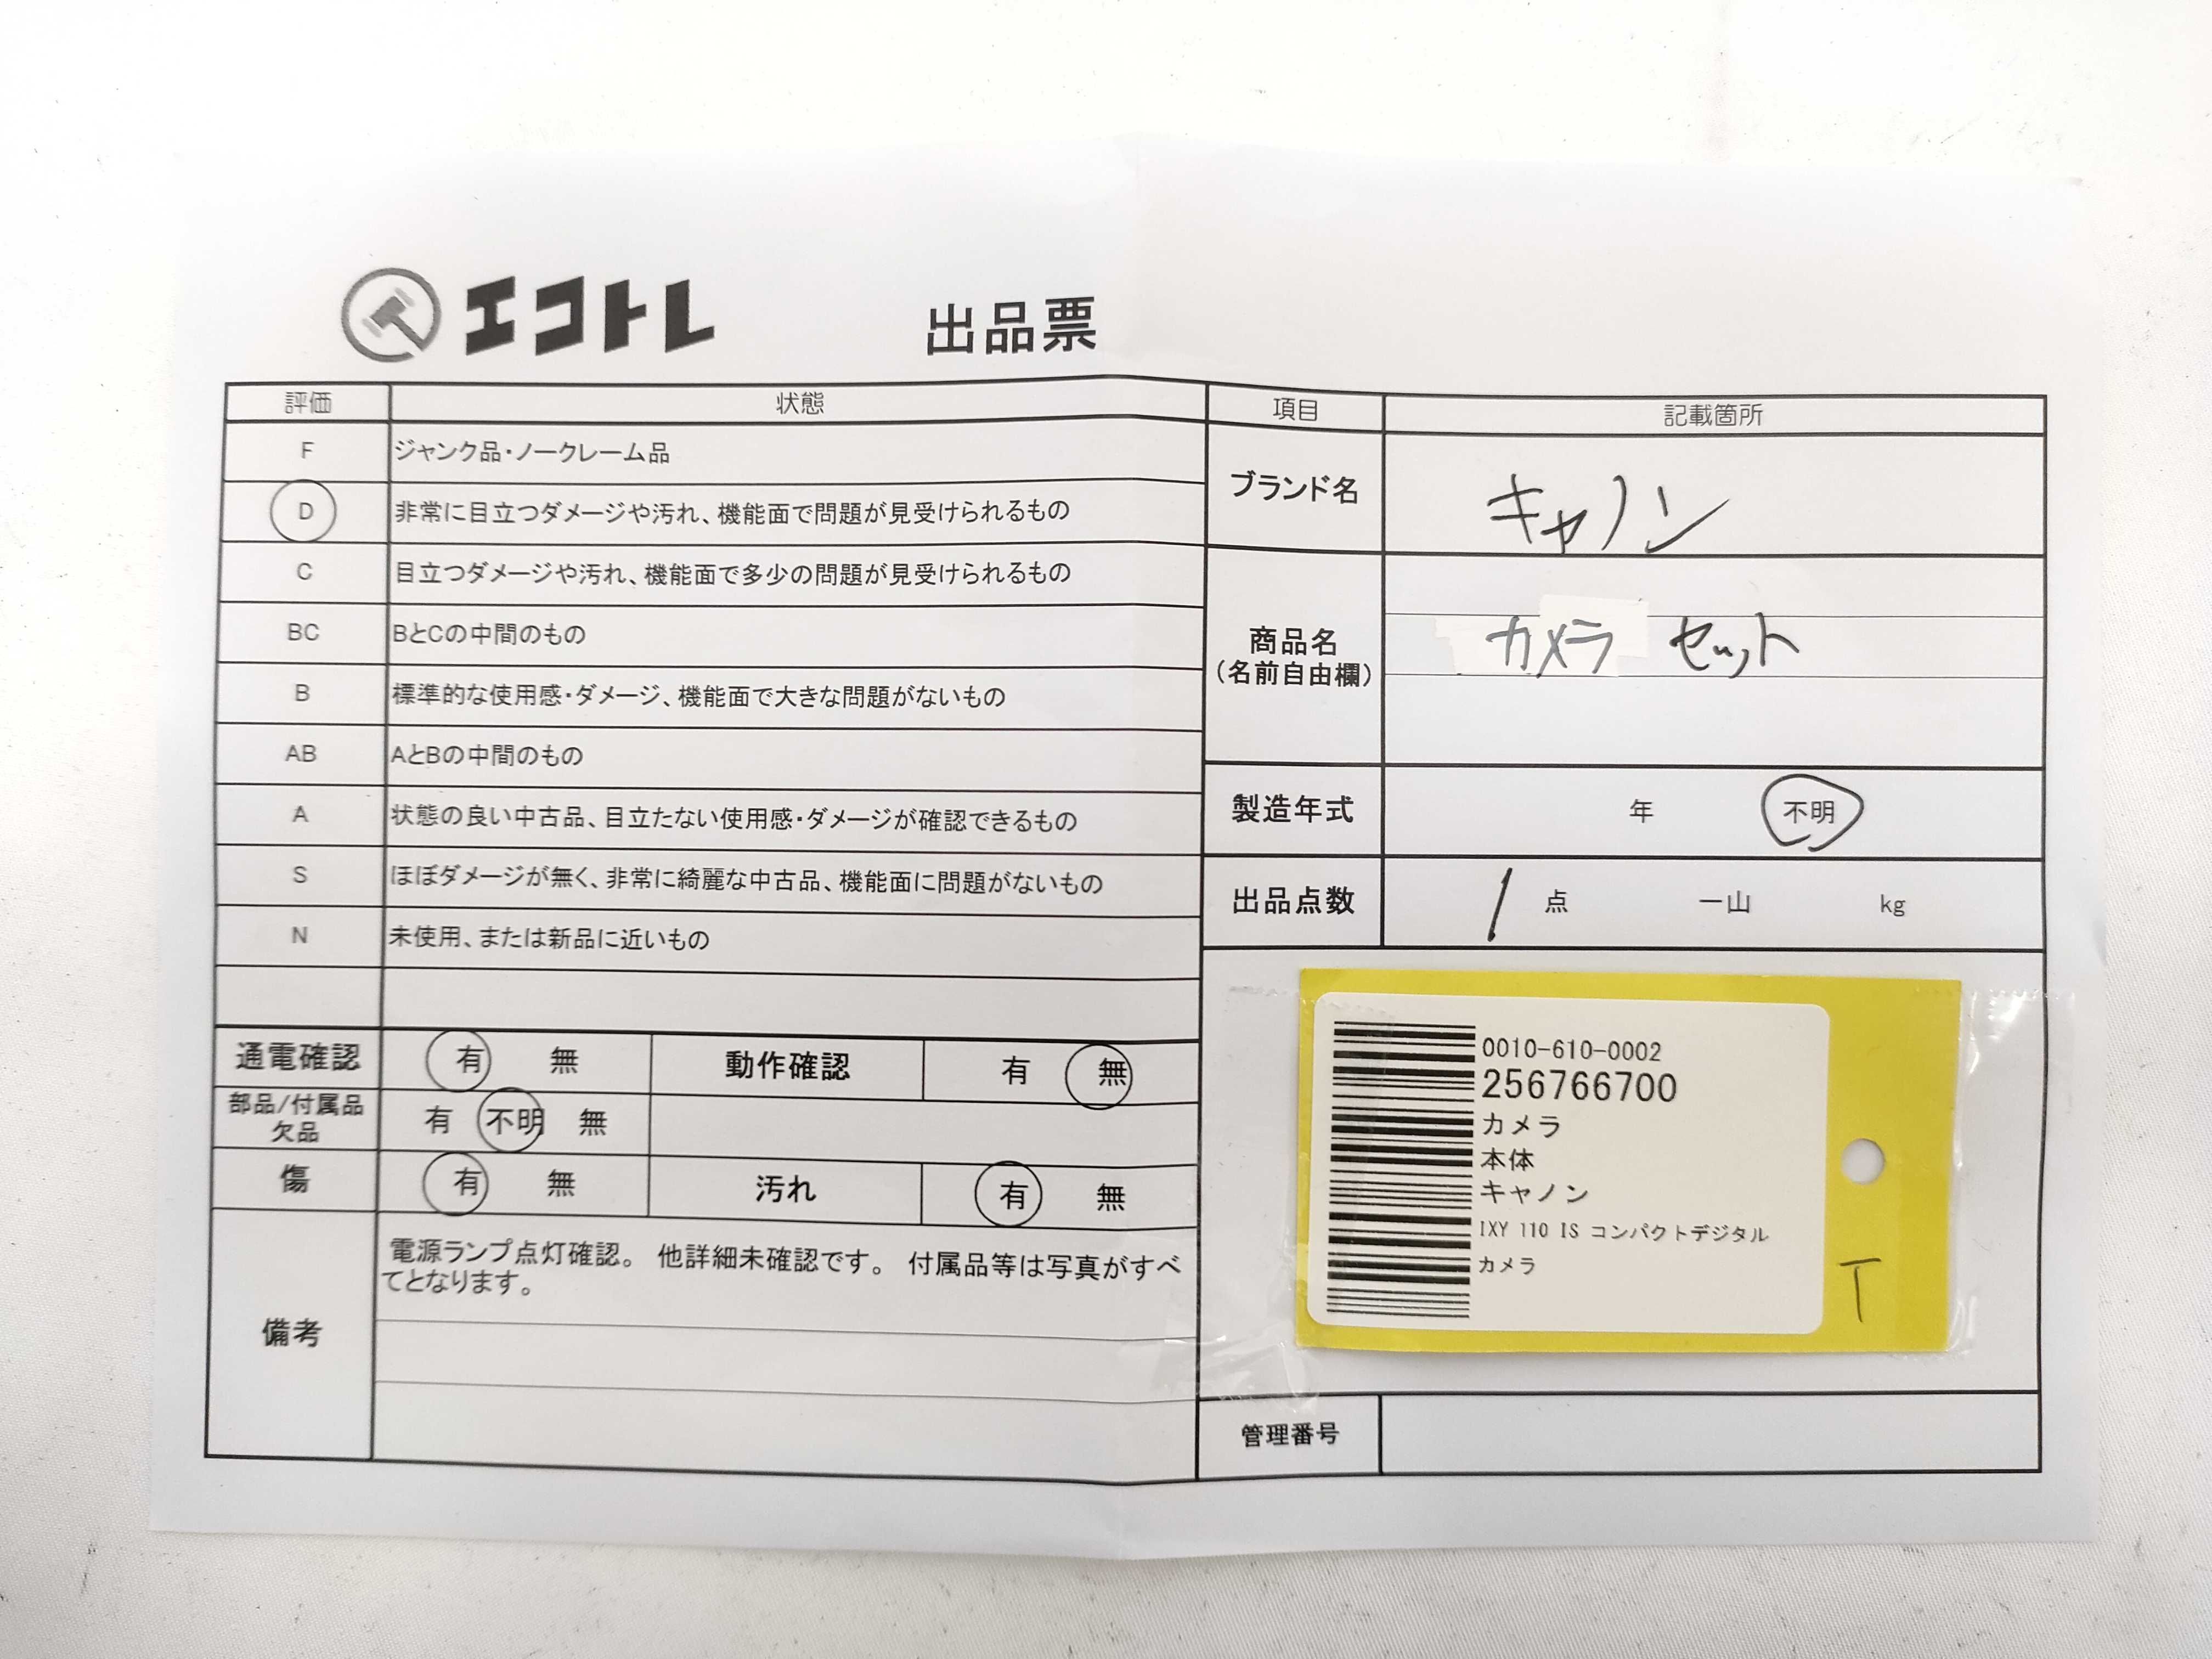 エコトレ 出品票
評価 状態
F ジャンク品・ノークレーム品
D 非常に目立つダメージや汚れ、機能面で問題が見受けられるもの
C 目立つダメージや汚れ、機能面で多少の問題が見受けられるもの
BC BとCの中間のもの
B 標準的な使用感・ダメージ、機能面で大きな問題がないもの
AB AとBの中間のもの
A 状態の良い中古品、目立たない使用感・ダメージが確認できるもの
S ほぼダメージが無く、非常に綺麗な中古品、機能面に問題がないもの
N 未使用、または新品に近いもの
通電確認 有 無 動作確認 有 無
部品/付属品
欠品
有 不明 無
傷 有 無 汚れ 有 無
備考
電源ランプ点灯確認。 他詳細未確認です。 付属品等は写真がすべ
てとなります。
項目 記載箇所
ブランド名 キャノン
商品名
(名前自由欄)
カメラ セット
製造年式 年 不明
出品点数 1 点 一山 kg
0010-610-0002
256766700
カメラ
本体
キャノン
IXY 110 IS コンパクトデジタル
カメラ
T
管理番号